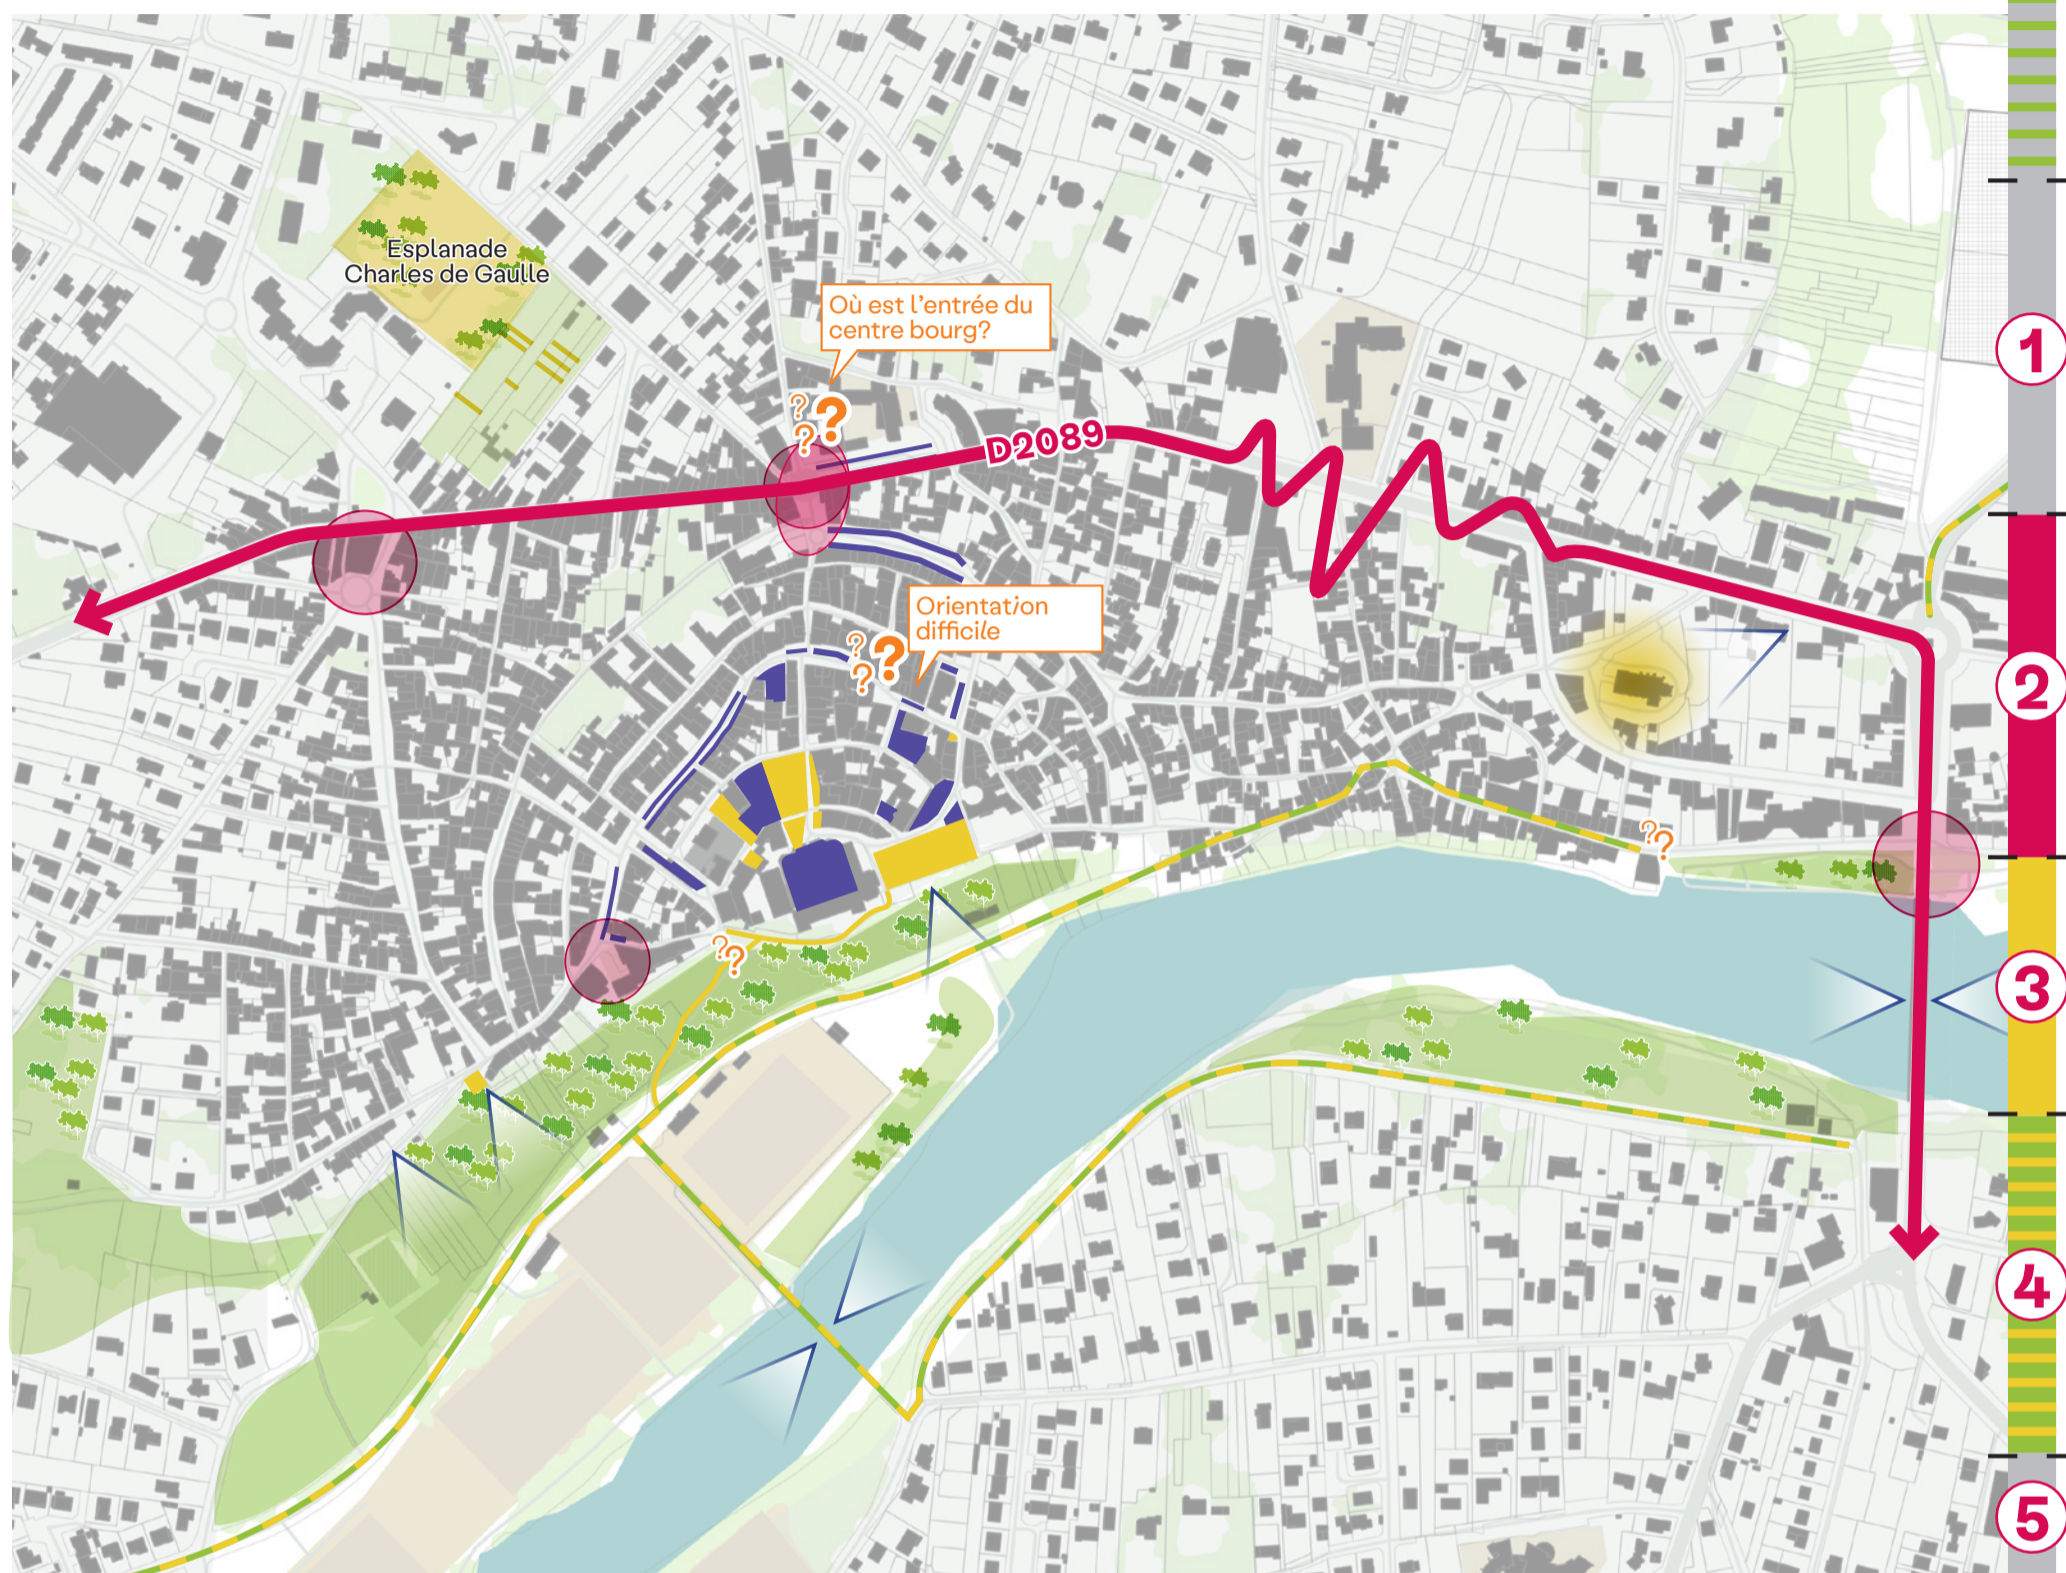 Esplanade
Charles de Gaulle
Où est l'entrée du
centre bourg?
? ? ?
D2089
Orientation
difficile
? ? ?
? ?
? ?
1
2
3
4
5